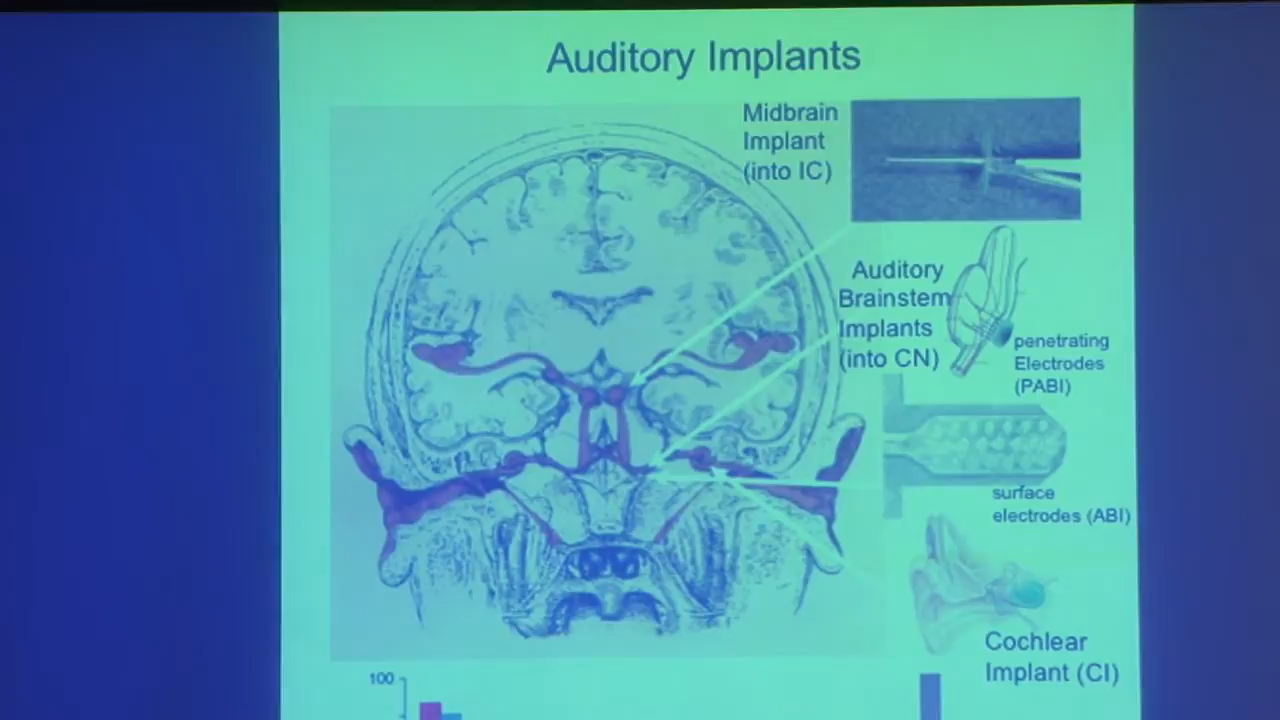 Auditory Implants
Midbrain
Implant
(into IC)
Auditory
Brainstem
Implants
(into CN)
penetrating
Electrodes
(PABI)
surface
electrodes (ABI)
Cochlear
Implant (CI)
100